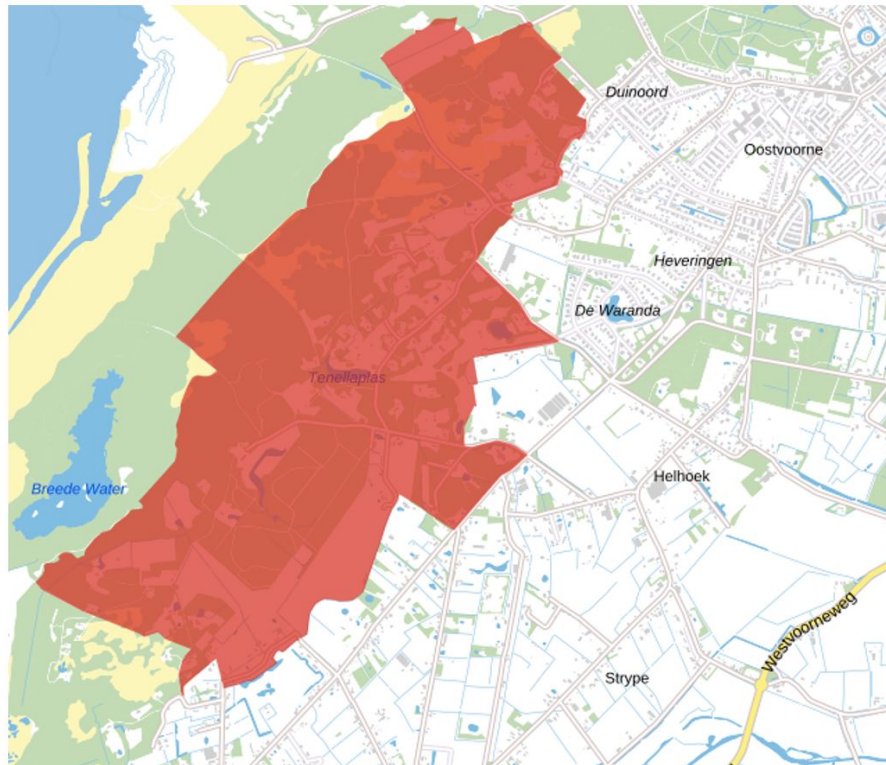 Duinoord
Oostvoorne
Heveringen
De Waranda
Tenellaplas
Breede Water
Helhoek
Westvoorneweg
Strype